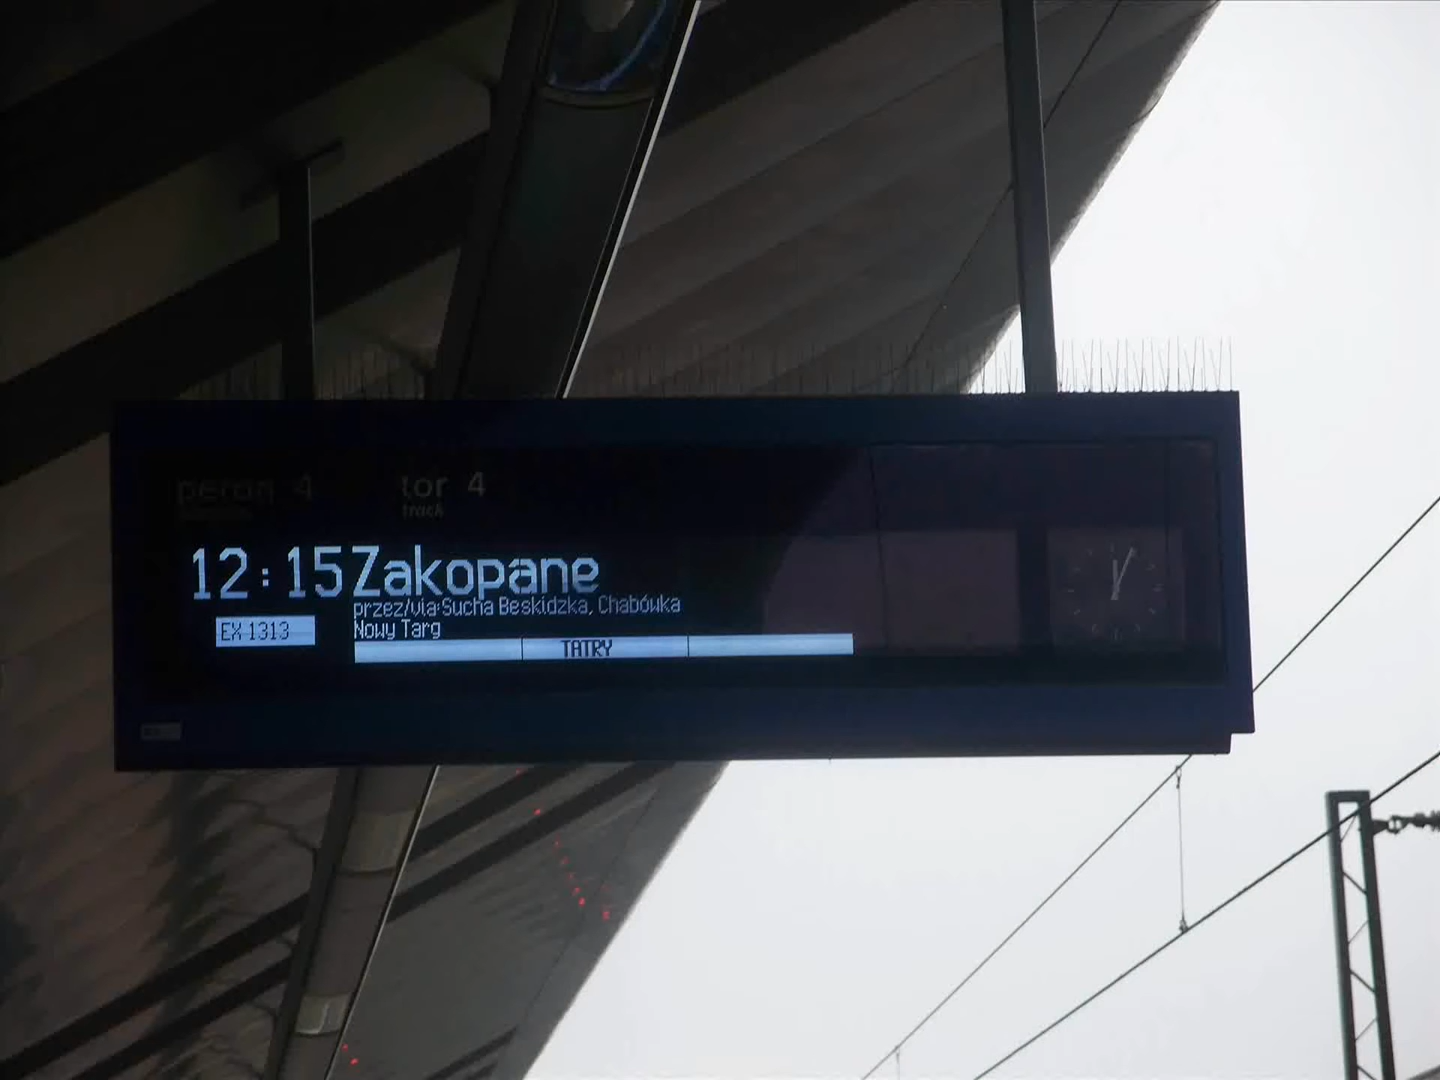 peron 4 tor 4
track
12:15 Zakopane
przez/via: Sucha Beskidzka, Chabówka
EX 1313 Nowy Targ
TATRY